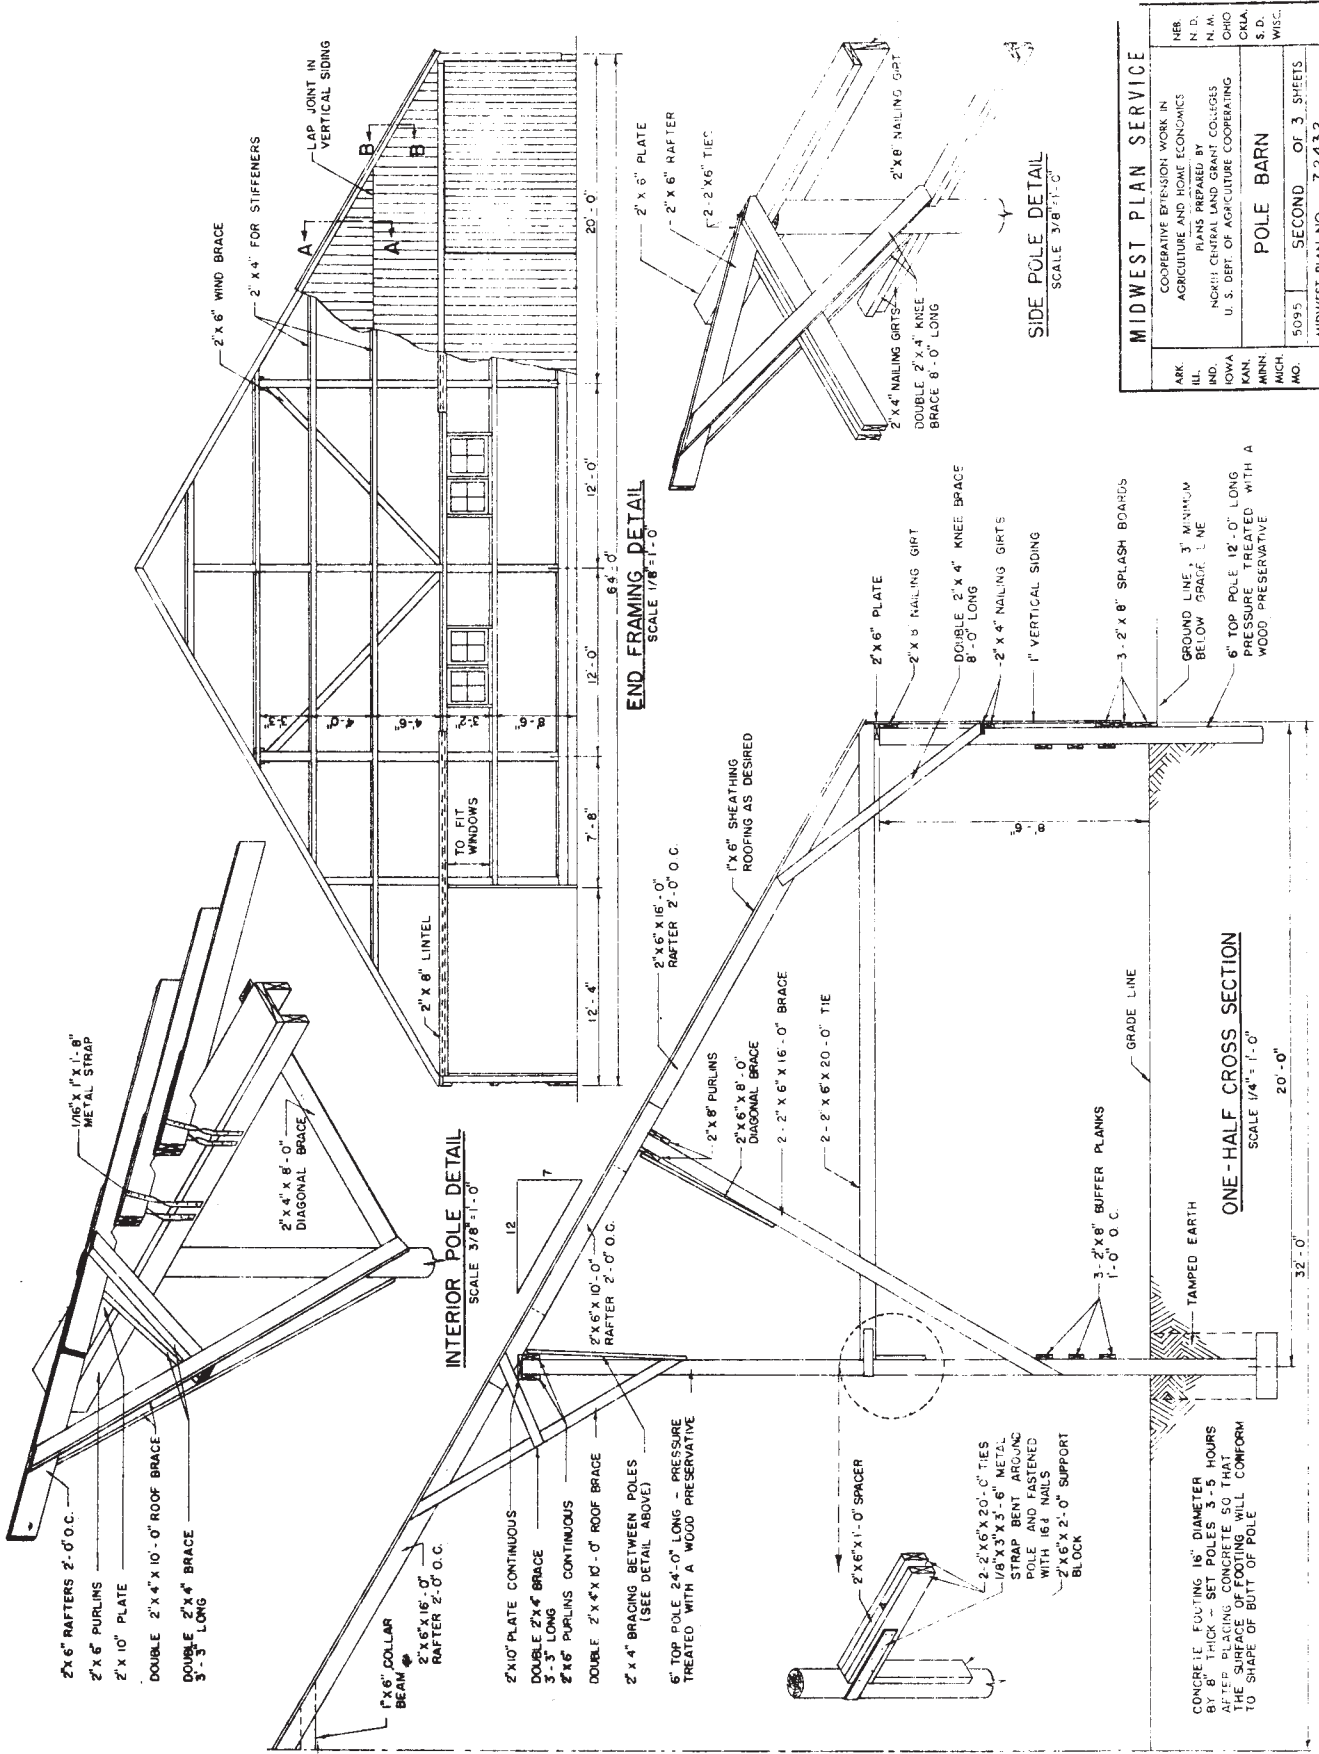 2"X6" RAFTERS 2'-0" O.C.
2"X6" PURLINS
2"X10" PLATE
DOUBLE 2"X4"X10'-0" ROOF BRACE
DOUBLE 2"X4" BRACE
3'-3" LONG
1/16"X1"X1'-8"
METAL STRAP
2"X4"X8'-0"
DIAGONAL BRACE
INTERIOR POLE DETAIL
SCALE 3/8"=1'-0"
2"X6" WIND BRACE
2"X4" FOR STIFFENERS
LAP JOINT IN
VERTICAL SIDING
A
A
B
B
2"X8" LINTEL
TO FIT
WINDOWS
3'-3"
4'-0"
4'-6"
3'-2"
8'-6"
12'-4"
7'-8"
12'-0"
12'-0"
20'-0"
64'-0"
END FRAMING DETAIL
SCALE 1/8"=1'-0"
12
7
1"X6" COLLAR
BEAM
2"X6"X16'-0"
RAFTER 2'-0" O.C.
2"X10" PLATE CONTINUOUS
DOUBLE 2"X4" BRACE
3'-3" LONG
2"X6" PURLINS CONTINUOUS
DOUBLE 2"X4"X10'-0" ROOF BRACE
2"X4" BRACING BETWEEN POLES
(SEE DETAIL ABOVE)
6" TOP POLE 24'-0" LONG - PRESSURE
TREATED WITH A WOOD PRESERVATIVE
2"X6"X10'-0"
RAFTER 2'-0" O.C.
2"X8" PURLINS
2"X6"X8'-0"
DIAGONAL BRACE
2-2"X6"X16'-0" BRACE
2-2"X6"X20'-0" TIE
2"X6"X16'-0"
RAFTER 2'-0" O.C.
1"X6" SHEATHING
ROOFING AS DESIRED
2"X6" PLATE
2"X8" NAILING GIRT
DOUBLE 2"X4" KNEE BRACE
8'-0" LONG
2"X4" NAILING GIRTS
1" VERTICAL SIDING
3-2"X8" SPLASH BOARDS
GROUND LINE, 3" MINIMUM
BELOW GRADE LINE
6" TOP POLE 12'-0" LONG
PRESSURE TREATED WITH A
WOOD PRESERVATIVE
8'-6"
GRADE LINE
3-2"X8" BUFFER PLANKS
1'-0" O.C.
TAMPED EARTH
2"X6"X1'-0" SPACER
2-2"X6"X20'-0" TIES
1/8"X3"X3'-6" METAL
STRAP BENT AROUND
POLE AND FASTENED
WITH 16d NAILS
2"X6"X2'-0" SUPPORT
BLOCK
CONCRETE FOOTING 16" DIAMETER
BY 8" THICK - SET POLES 3-5 HOURS
AFTER PLACING CONCRETE SO THAT
THE SURFACE OF FOOTING WILL CONFORM
TO SHAPE OF BUTT OF POLE
ONE-HALF CROSS SECTION
SCALE 1/4"=1'-0"
20'-0"
32'-0"
2"X6" PLATE
2"X6" RAFTER
2-2"X6" TIES
2"X8" NAILING GIRT
2"X4" NAILING GIRTS
DOUBLE 2"X4" KNEE
BRACE 8'-0" LONG
SIDE POLE DETAIL
SCALE 3/8"=1'-0"
MIDWEST PLAN SERVICE
COOPERATIVE EXTENSION WORK IN
AGRICULTURE AND HOME ECONOMICS
PLANS PREPARED BY
NORTH CENTRAL LAND GRANT COLLEGES
U. S. DEPT. OF AGRICULTURE COOPERATING
ARK.
ILL.
IND.
IOWA
KAN.
MINN.
MICH.
MO.
NEB.
N. D.
N. M.
OHIO
OKLA.
S. D.
WISC.
POLE BARN
5095
SECOND OF 3 SHEETS
MIDWEST PLAN NO. 72432